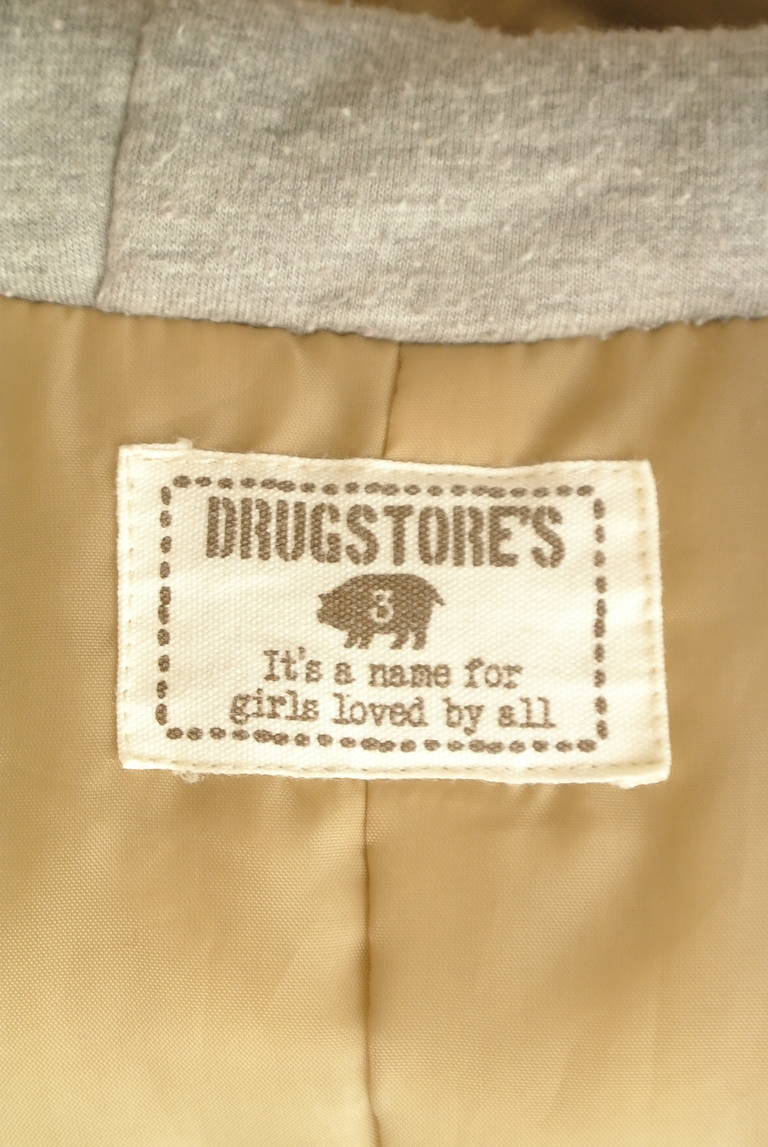 DRUGSTORE'S
3
It's a name for
girls loved by all